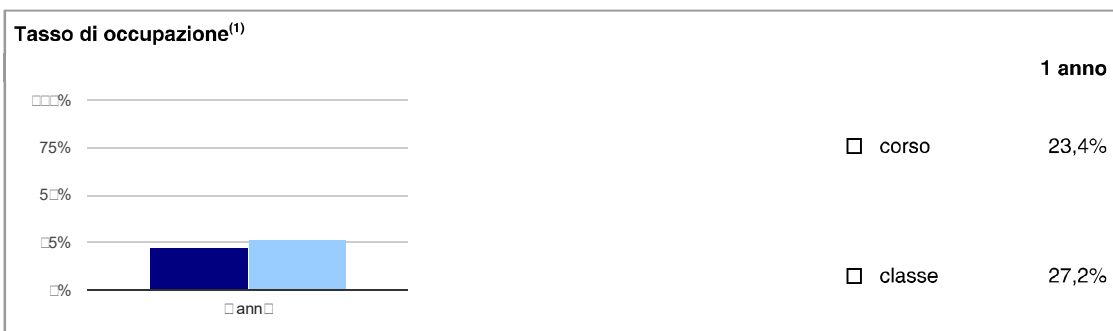 Tasso di occupazione(1)
1 anno
75%
corso 23,4%
classe 27,2%